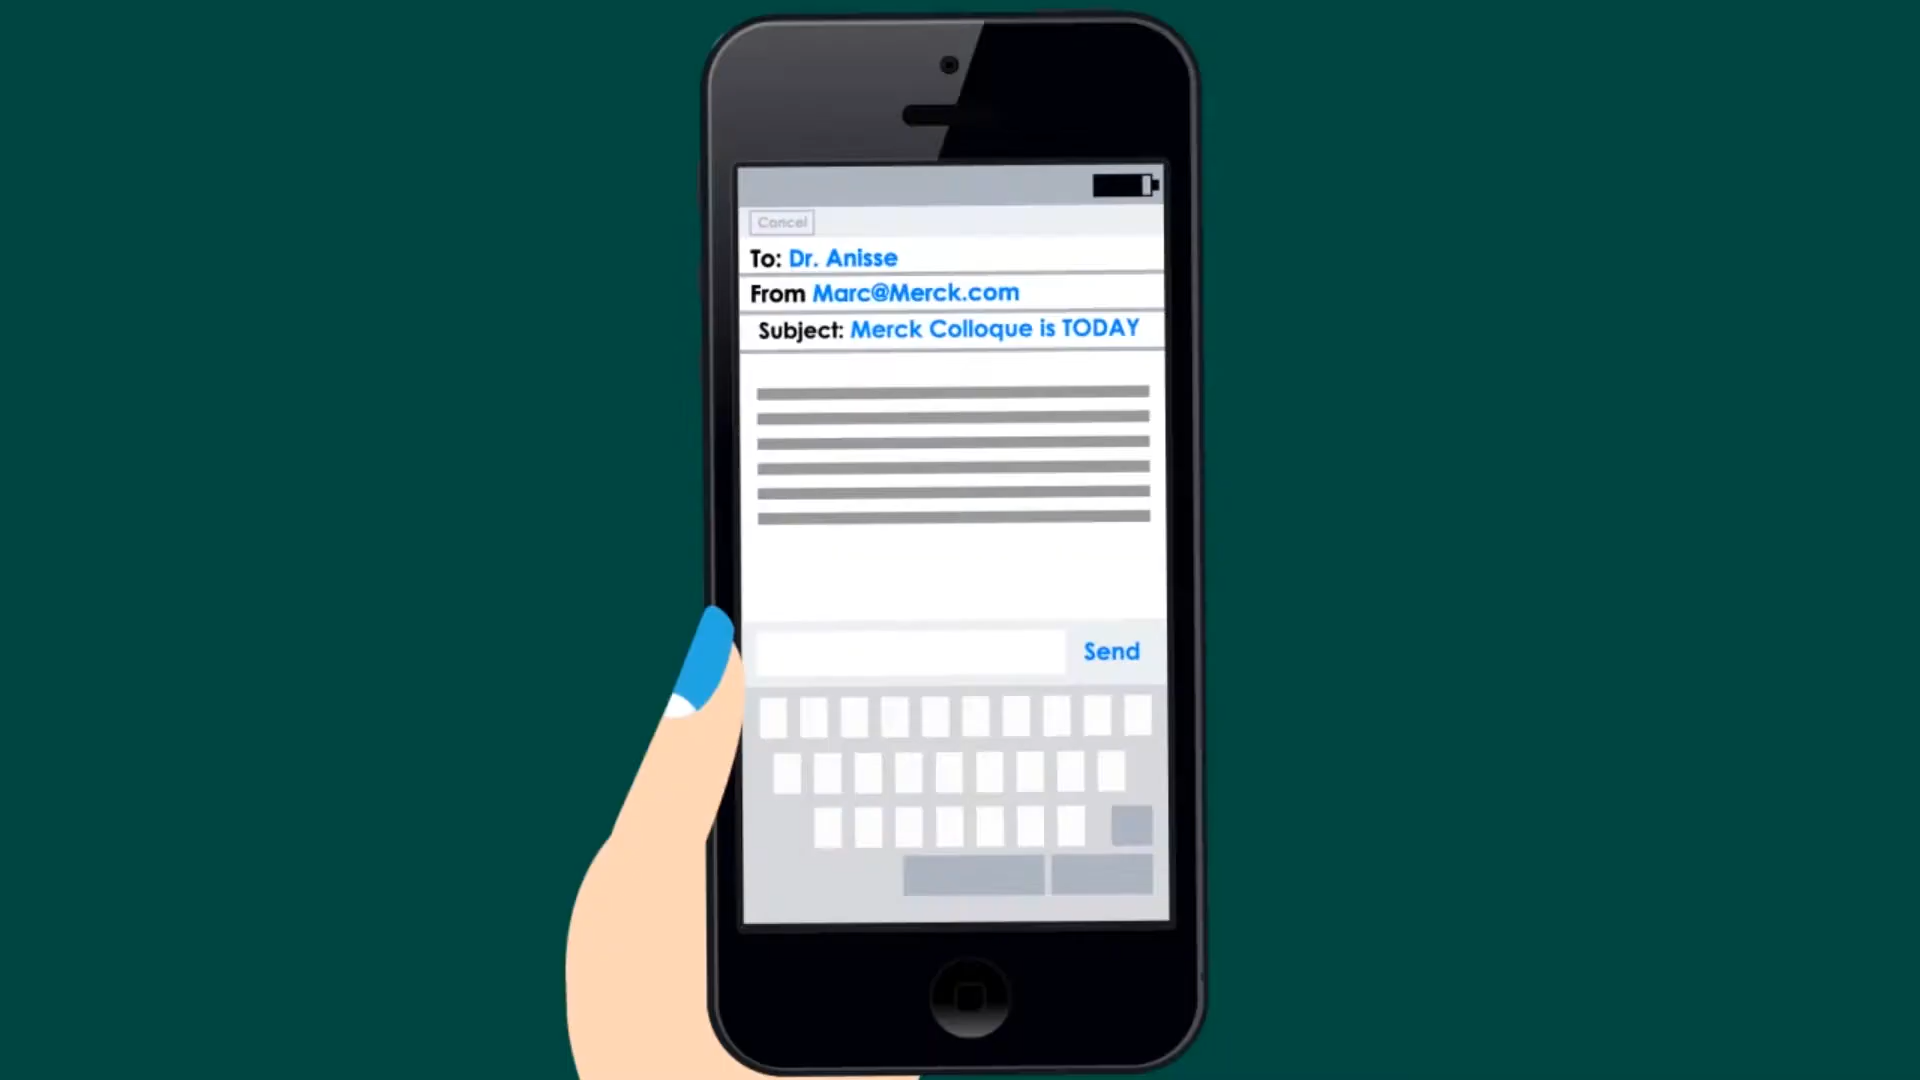 Cancel
To: Dr. Anisse
From Marc@Merck.com
Subject: Merck Colloque is TODAY
Send